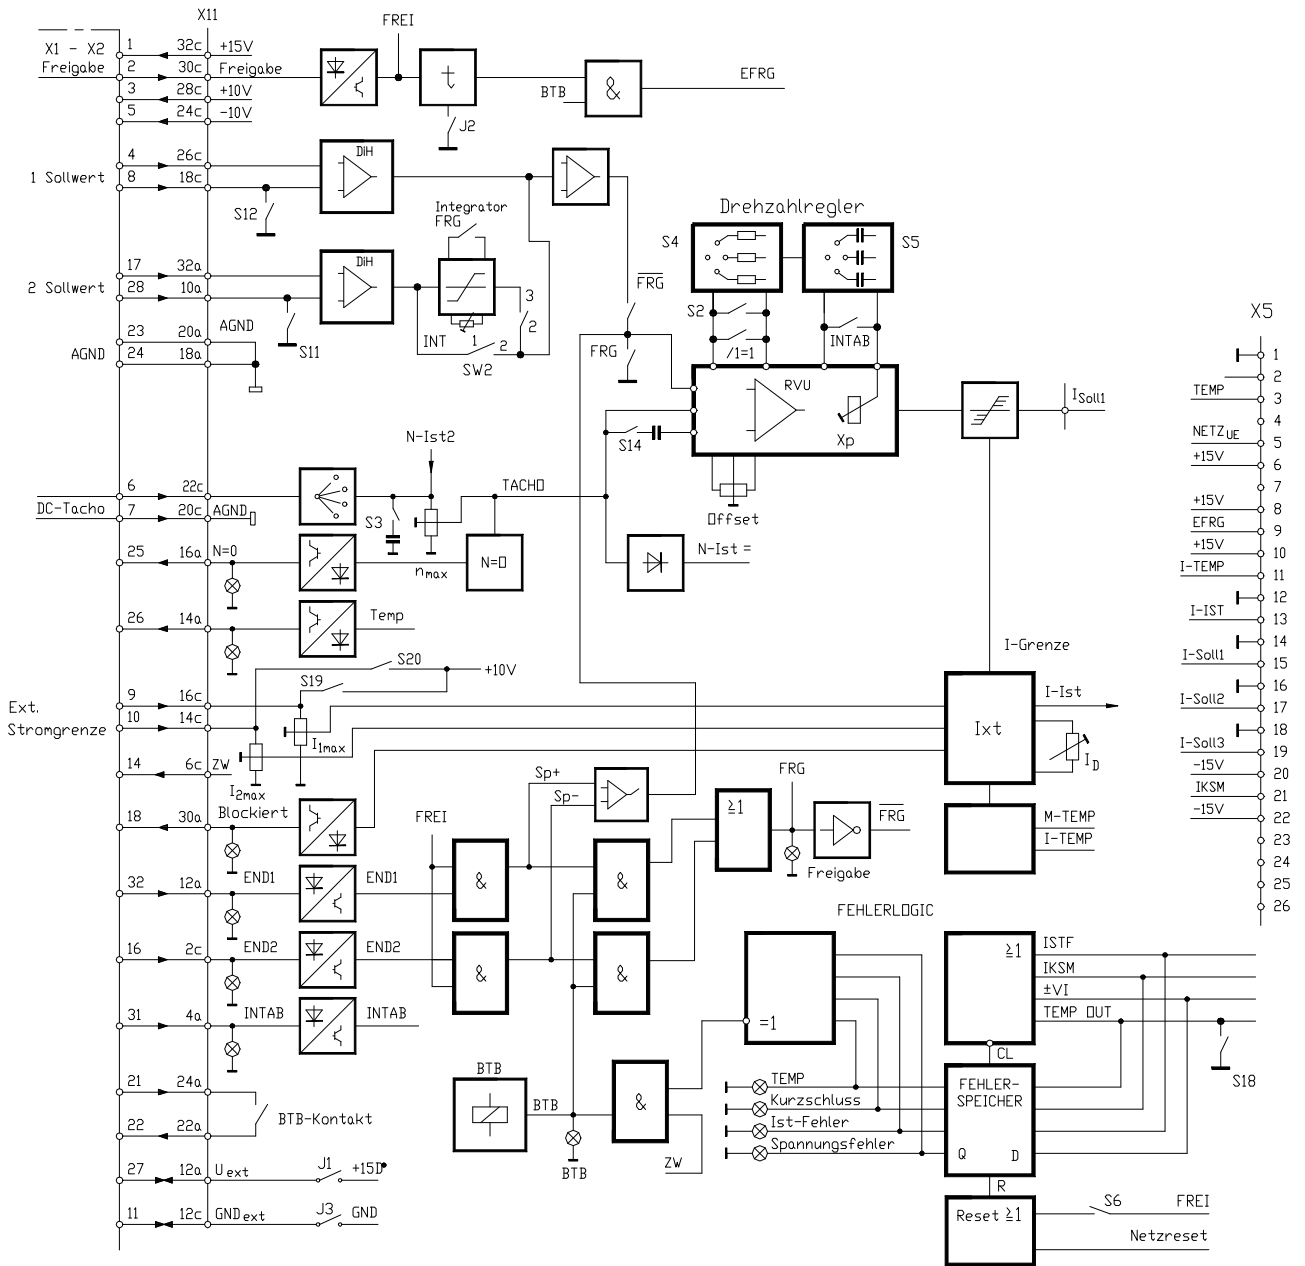 X11
FREI
X1 - X2
1 32c +15V
Freigabe 2 30c Freigabe
3 28c +10V
5 24c -10V
t
J2
BTB
&
EFRG
4 26c
1 Sollwert 8 18c
S12
DIH
Integrator
FRG
17 32a
2 Sollwert 28 10a
S11
DIH
INT
1
2
SW2
3
2
23 20a AGND
AGND 24 18a
Drehzahlregler
S4
S5
FRG
FRG
S2
/1=1
INTAB
RVU
Xp
S14
Offset
ISoll1
N-Ist2
6 22c
DC-Tacho 7 20c AGND
S3
nmax
TACHO
N=0
N-Ist =
25 16a N=0
26 14a
Temp
S20
+10V
S19
Ext.
Stromgrenze
9 16c
10 14c
I1max
I2max
14 6c ZW
I-Grenze
Ixt
I-Ist
ID
M-TEMP
I-TEMP
Blockiert
18 30a
Sp+
Sp-
FREI
≥1
FRG
FRG
Freigabe
32 12a END1
END1
&
&
16 2c END2
END2
&
&
31 4a INTAB
INTAB
FEHLERLOGIC
=1
≥1
ISTF
IKSM
±VI
TEMP OUT
CL
S18
21 24a
22 22a
BTB-Kontakt
BTB
BTB
BTB
&
ZW
TEMP
Kurzschluss
Ist-Fehler
Spannungsfehler
FEHLER-
SPEICHER
Q D
R
Reset ≥1
S6 FREI
Netzreset
27 12a Uext J1 +15D
11 12c GNDext J3 GND
X5
1
2
TEMP 3
4
NETZUE 5
+15V 6
7
+15V 8
EFRG 9
+15V 10
I-TEMP 11
12
I-IST 13
14
I-Soll1 15
16
I-Soll2 17
18
I-Soll3 19
-15V 20
IKSM 21
-15V 22
23
24
25
26